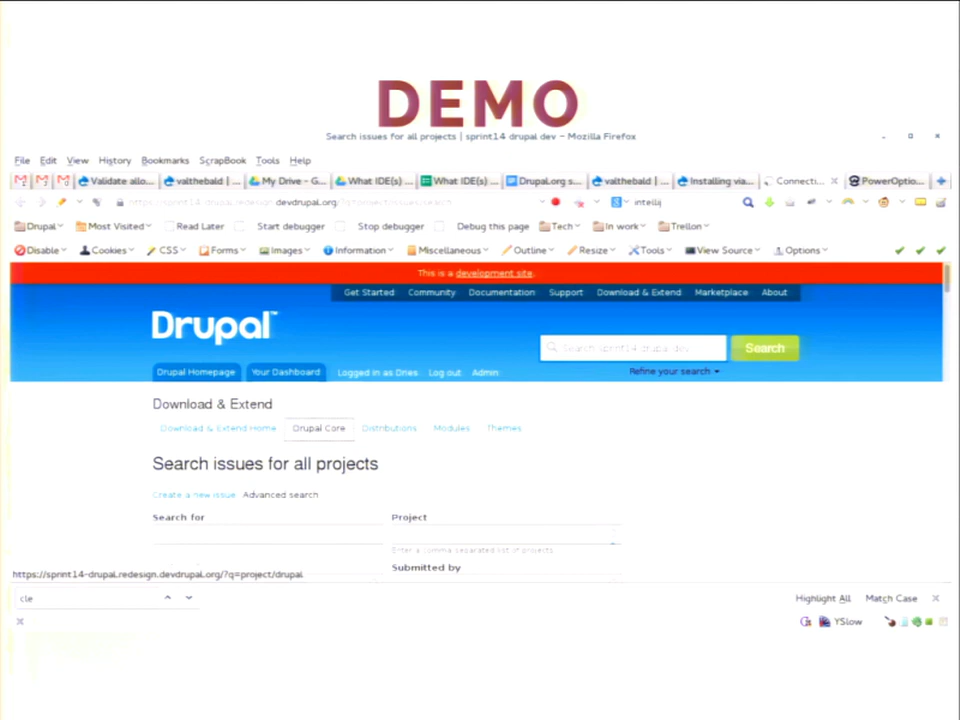 DEMO
Search issues for all projects | sprint14 drupal dev - Mozilla Firefox
File Edit View History Bookmarks ScrapBook Tools Help
Validate allo... valthebald | ... My Drive - G... What IDE(s) ... What IDE(s) ... Drupal.org s... valthebald | ... Installing via... Connecti... PowerOptio...
devdrupal.org intellij
Drupal Most Visited Read Later Start debugger Stop debugger Debug this page Tech In work Trellon
Disable Cookies CSS Forms Images Information Miscellaneous Outline Resize Tools View Source Options
This is a development site.
Get Started Community Documentation Support Download & Extend Marketplace About
Drupal™
Search sprint14 drupal dev Search
Drupal Homepage Your Dashboard Logged in as Dries Log out Admin Refine your search
Download & Extend
Download & Extend Home Drupal Core Distributions Modules Themes
Search issues for all projects
Create a new issue Advanced search
Search for Project
Enter a comma separated list of projects.
Submitted by
https://sprint14-drupal.redesign.devdrupal.org/?q=project/drupal
cle Highlight All Match Case
YSlow